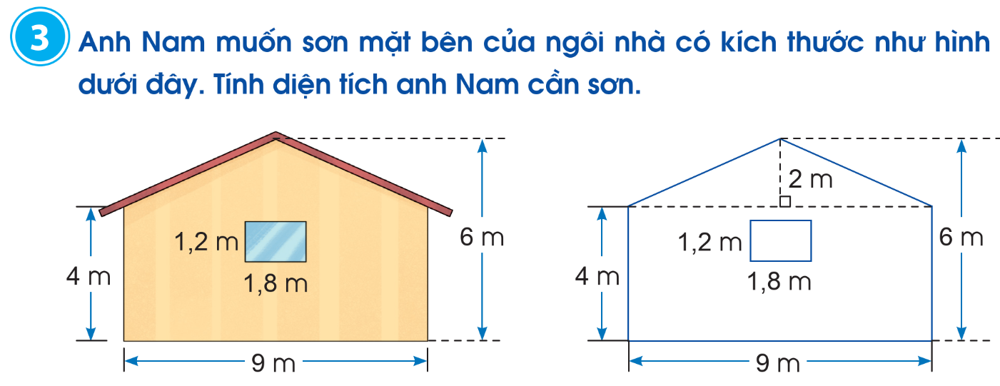 3
Anh Nam muốn sơn mặt bên của ngôi nhà có kích thước như hình
dưới đây. Tính diện tích anh Nam cần sơn.
2 m
1,2 m
6 m
4 m
1,8 m
9 m
1,2 m
6 m
4 m
1,8 m
9 m